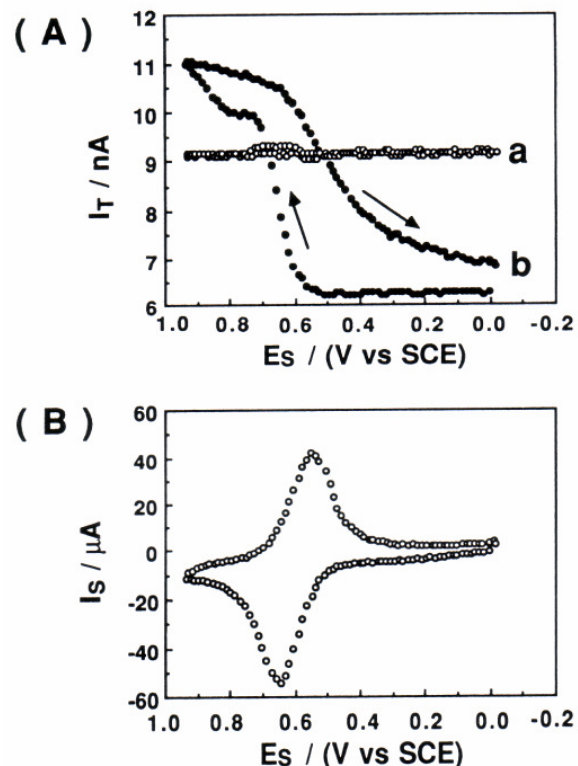 ( A )
12
11
10
9
8
7
6
I_T / nA
a
b
1.0 0.8 0.6 0.4 0.2 0.0 -0.2
E_S / (V vs SCE)
( B )
60
40
20
0
-20
-40
-60
I_S / μA
1.0 0.8 0.6 0.4 0.2 0.0 -0.2
E_S / (V vs SCE)